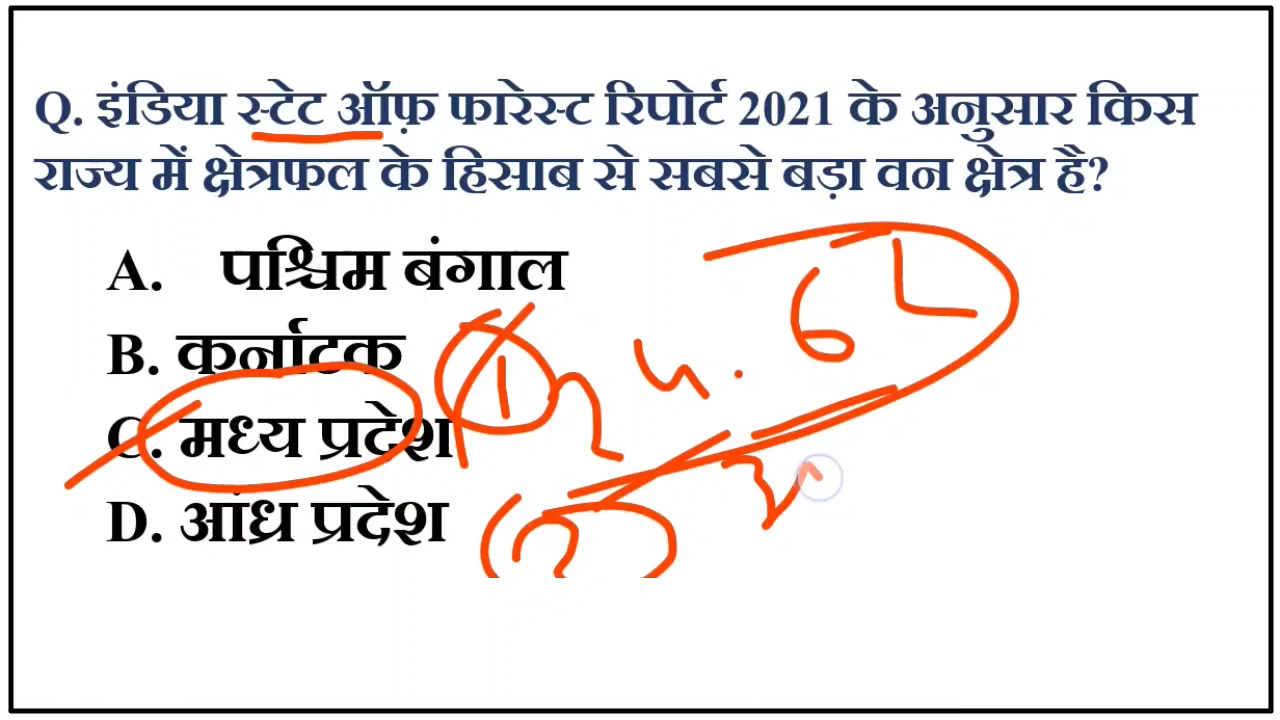 Q. इंडिया स्टेट ऑफ़ फारेस्ट रिपोर्ट 2021 के अनुसार किस
राज्य में क्षेत्रफल के हिसाब से सबसे बड़ा वन क्षेत्र है?
A. पश्चिम बंगाल
B. कर्नाटक
C. मध्य प्रदेश
D. आंध्र प्रदेश